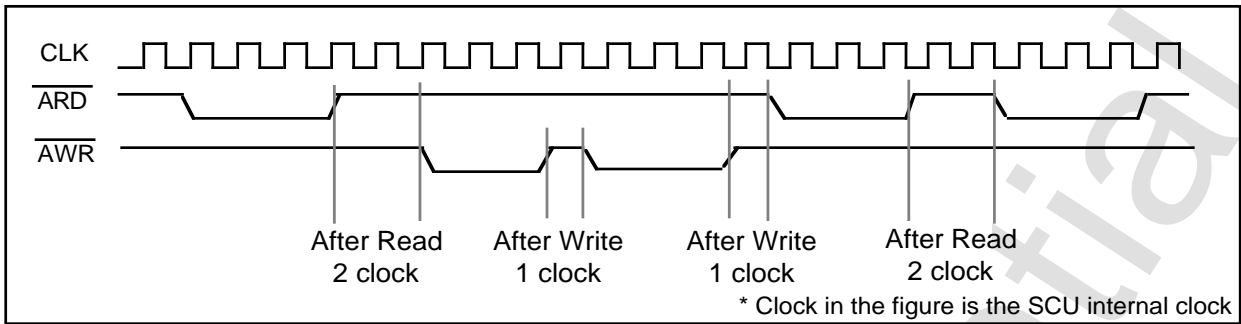 CLK
ARD
AWR
After Read
2 clock
After Write
1 clock
After Write
1 clock
After Read
2 clock
* Clock in the figure is the SCU internal clock
tial